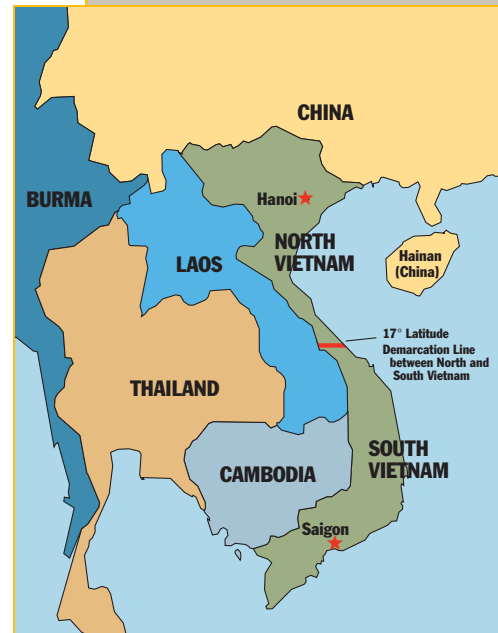 CHINA
BURMA
Hanoi
NORTH
VIETNAM
LAOS
Hainan
(China)
17° Latitude
Demarcation Line
between North and
South Vietnam
THAILAND
CAMBODIA
SOUTH
VIETNAM
Saigon